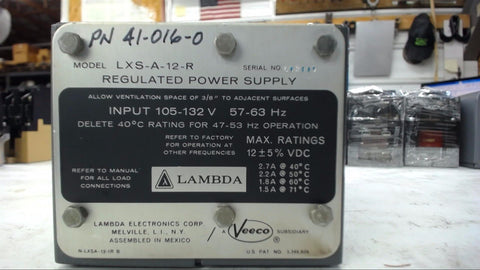 PN 41-016-0
MODEL LXS-A-12-R SERIAL NO.
REGULATED POWER SUPPLY
ALLOW VENTILATION SPACE OF 3/8" TO ADJACENT SURFACES
INPUT 105-132 V 57-63 Hz
DELETE 40°C RATING FOR 47-53 Hz OPERATION
REFER TO FACTORY
FOR OPERATION AT
OTHER FREQUENCIES
MAX. RATINGS
12 ± 5% VDC
2.7A @ 40°C
2.2A @ 50°C
1.8A @ 60°C
1.5A @ 71°C
REFER TO MANUAL
FOR ALL LOAD
CONNECTIONS
LAMBDA
LAMBDA ELECTRONICS CORP.
MELVILLE, L.I., N.Y.
ASSEMBLED IN MEXICO
/ A Veeco SUBSIDIARY